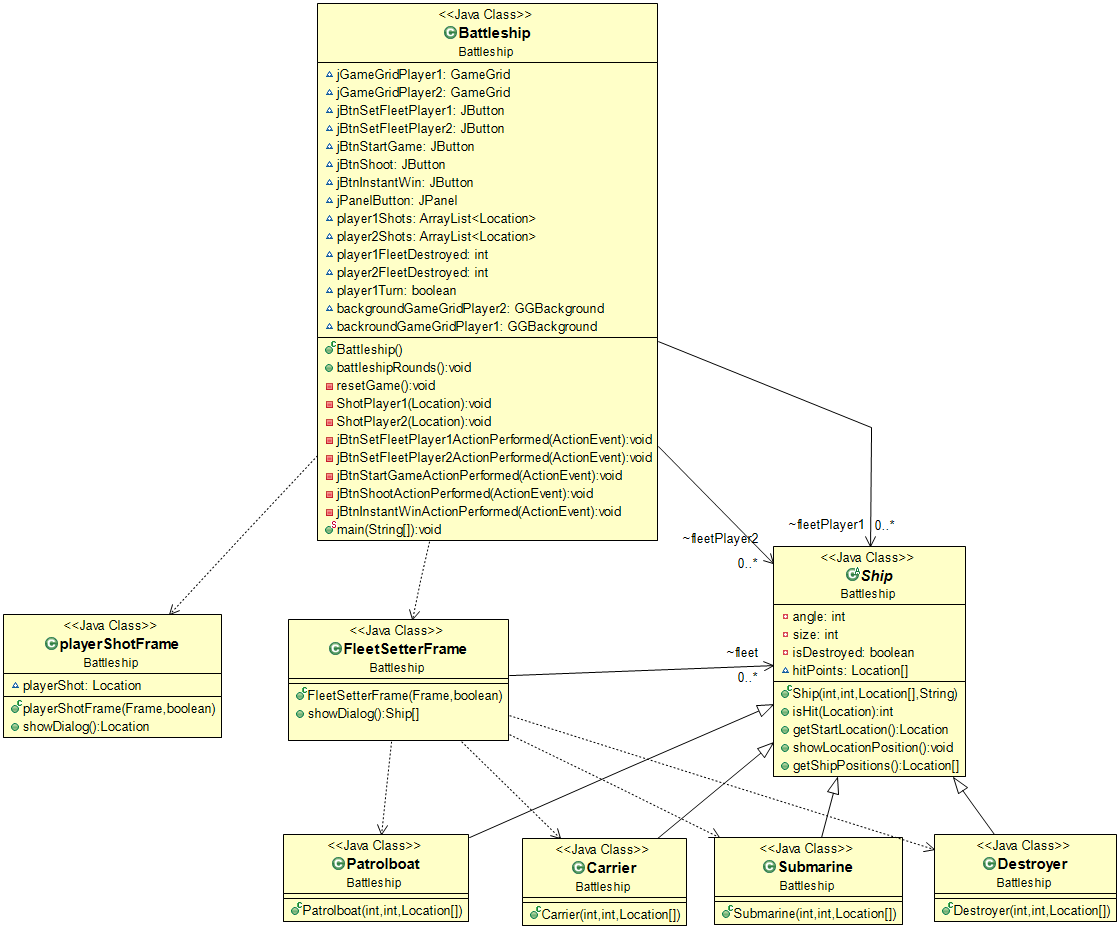 <<Java Class>>
Battleship
Battleship
jGameGridPlayer1: GameGrid
jGameGridPlayer2: GameGrid
jBtnSetFleetPlayer1: JButton
jBtnSetFleetPlayer2: JButton
jBtnStartGame: JButton
jBtnShoot: JButton
jBtnInstantWin: JButton
jPanelButton: JPanel
player1Shots: ArrayList<Location>
player2Shots: ArrayList<Location>
player1FleetDestroyed: int
player2FleetDestroyed: int
player1Turn: boolean
backgroundGameGridPlayer2: GGBackground
backroundGameGridPlayer1: GGBackground
Battleship()
battleshipRounds():void
resetGame():void
ShotPlayer1(Location):void
ShotPlayer2(Location):void
jBtnSetFleetPlayer1ActionPerformed(ActionEvent):void
jBtnSetFleetPlayer2ActionPerformed(ActionEvent):void
jBtnStartGameActionPerformed(ActionEvent):void
jBtnShootActionPerformed(ActionEvent):void
jBtnInstantWinActionPerformed(ActionEvent):void
main(String[]):void
~fleetPlayer1 0..*
~fleetPlayer2
0..*
<<Java Class>>
playerShotFrame
Battleship
playerShot: Location
playerShotFrame(Frame,boolean)
showDialog():Location
<<Java Class>>
FleetSetterFrame
Battleship
FleetSetterFrame(Frame,boolean)
showDialog():Ship[]
~fleet
0..*
<<Java Class>>
Ship
Battleship
angle: int
size: int
isDestroyed: boolean
hitPoints: Location[]
Ship(int,int,Location[],String)
isHit(Location):int
getStartLocation():Location
showLocationPosition():void
getShipPositions():Location[]
<<Java Class>>
Patrolboat
Battleship
Patrolboat(int,int,Location[])
<<Java Class>>
Carrier
Battleship
Carrier(int,int,Location[])
<<Java Class>>
Submarine
Battleship
Submarine(int,int,Location[])
<<Java Class>>
Destroyer
Battleship
Destroyer(int,int,Location[])